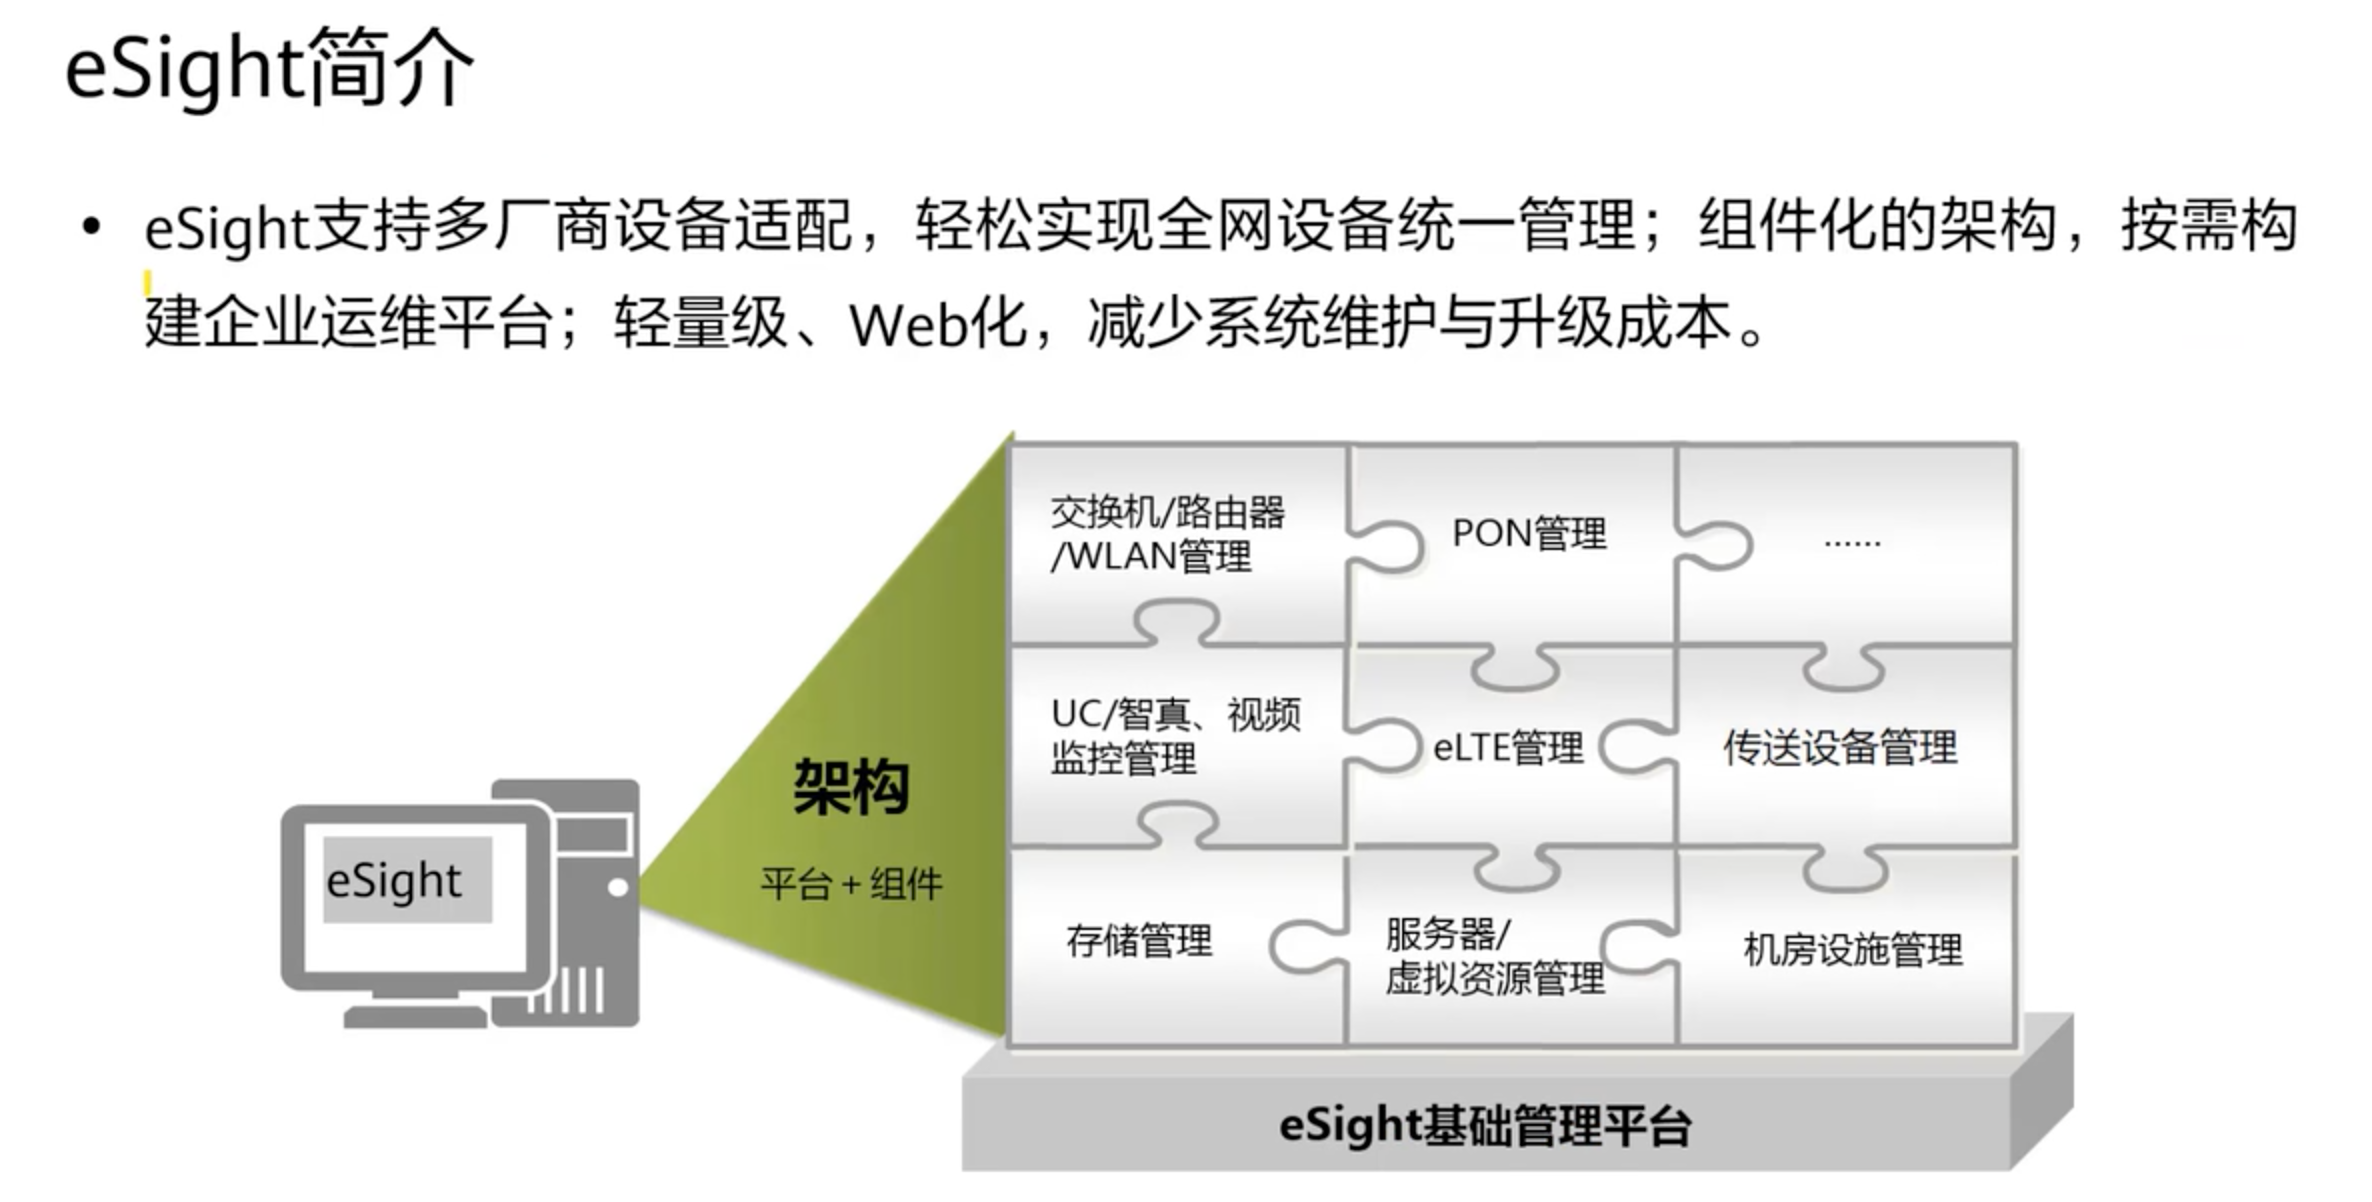 eSight简介
• eSight支持多厂商设备适配，轻松实现全网设备统一管理；组件化的架构，按需构
建企业运维平台；轻量级、Web化，减少系统维护与升级成本。
交换机/路由器
/WLAN管理
PON管理
......
UC/智真、视频
监控管理
eLTE管理
传送设备管理
架构
平台+组件
eSight
存储管理
服务器/
虚拟资源管理
机房设施管理
eSight基础管理平台